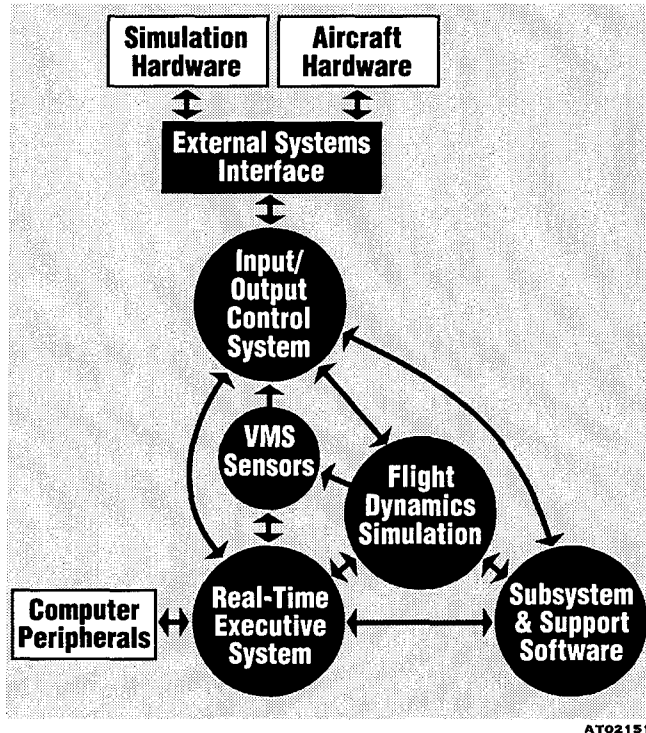 Simulation
Hardware
Aircraft
Hardware
External Systems
Interface
Input/
Output
Control
System
VMS
Sensors
Flight
Dynamics
Simulation
Computer
Peripherals
Real-Time
Executive
System
Subsystem
& Support
Software
AT02151